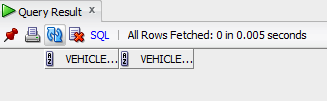 Query Result x
SQL | All Rows Fetched: 0 in 0.005 seconds
VEHICLE... VEHICLE...